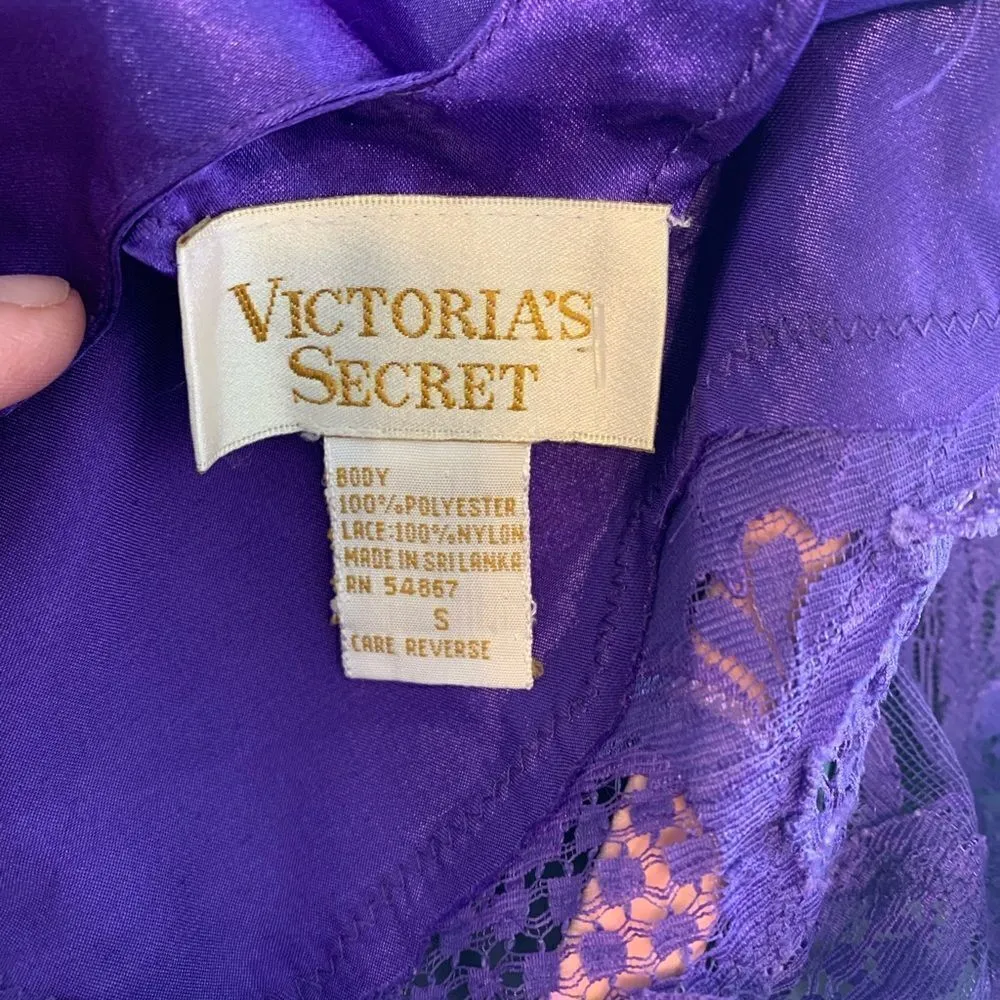 VICTORIA'S
SECRET
BODY
100%POLYESTER
LACE-100%NYLON
MADE IN SRI LANKA
RN 54867
S
CARE REVERSE